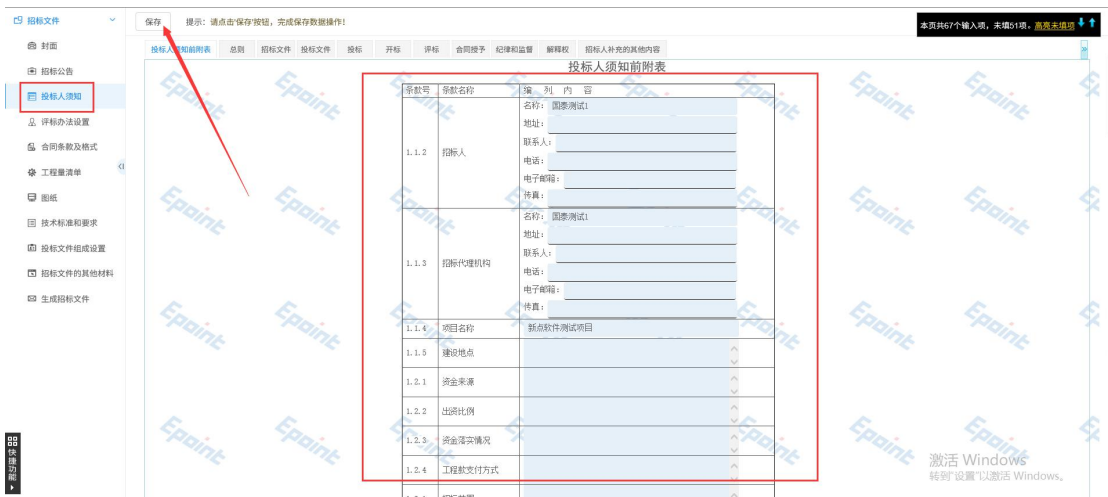 招标文件
保存 提示：请点击'保存'按钮，完成保存数据操作！
本页共67个输入项，未填51项。高亮未填项
封面
招标公告
投标人须知
评标办法设置
合同条款及格式
工程量清单
图纸
技术标准和要求
投标文件组成设置
招标文件的其他材料
生成招标文件
快捷功能
投标人须知前附表 总则 招标文件 投标文件 投标 开标 评标 合同授予 纪律和监督 解释权 招标人补充的其他内容
投标人须知前附表
条款号 条款名称 编 列 内 容
1.1.2 招标人
名称： 国泰测试1
地址：
联系人：
电话：
电子邮箱：
传真：
1.1.3 招标代理机构
名称： 国泰测试1
地址：
联系人：
电话：
电子邮箱：
传真：
1.1.4 项目名称 新点软件测试项目
1.1.5 建设地点
1.2.1 资金来源
1.2.2 出资比例
1.2.3 资金落实情况
1.2.4 工程款支付方式
Epoint
激活 Windows
转到"设置"以激活 Windows。